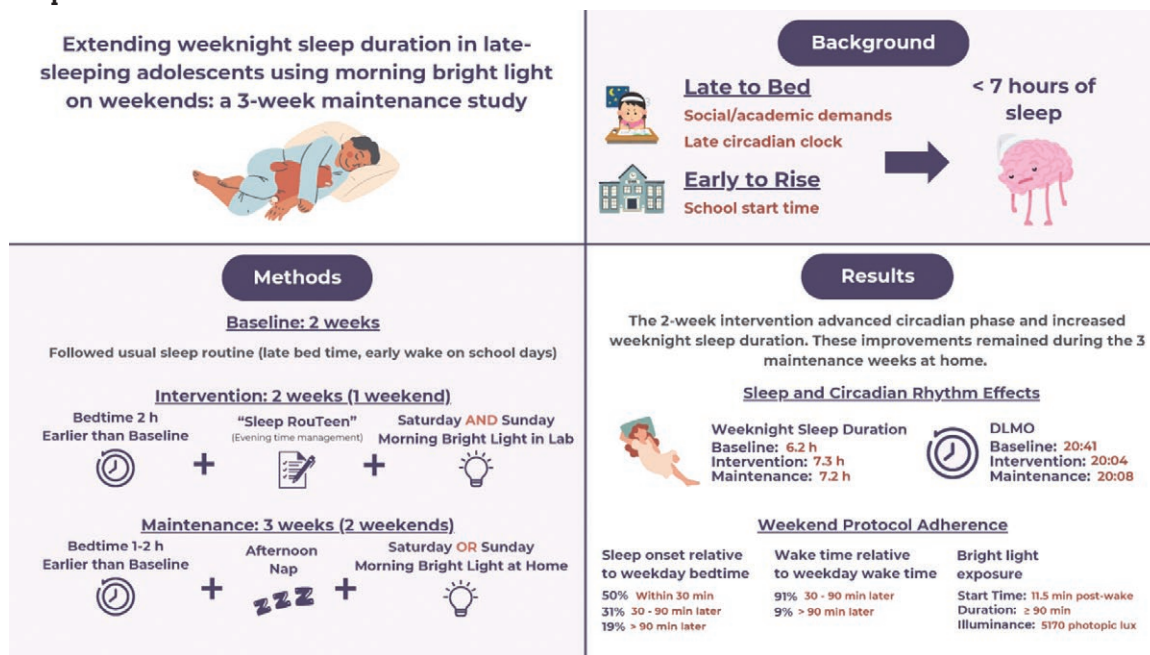 Extending weeknight sleep duration in late-
sleeping adolescents using morning bright light
on weekends: a 3-week maintenance study
Background
Late to Bed
Social/academic demands
Late circadian clock
Early to Rise
School start time
< 7 hours of
sleep
Methods
Baseline: 2 weeks
Followed usual sleep routine (late bed time, early wake on school days)
Intervention: 2 weeks (1 weekend)
Bedtime 2 h
Earlier than Baseline
+
"Sleep RouTeen"
(Evening time management)
+
Saturday AND Sunday
Morning Bright Light in Lab
Maintenance: 3 weeks (2 weekends)
Bedtime 1-2 h
Earlier than Baseline
+
Afternoon
Nap
zzz
+
Saturday OR Sunday
Morning Bright Light at Home
Results
The 2-week intervention advanced circadian phase and increased
weeknight sleep duration. These improvements remained during the 3
maintenance weeks at home.
Sleep and Circadian Rhythm Effects
Weeknight Sleep Duration
Baseline: 6.2 h
Intervention: 7.3 h
Maintenance: 7.2 h
DLMO
Baseline: 20:41
Intervention: 20:04
Maintenance: 20:08
Weekend Protocol Adherence
Sleep onset relative
to weekday bedtime
50% Within 30 min
31% 30 - 90 min later
19% > 90 min later
Wake time relative
to weekday wake time
91% 30 - 90 min later
9% > 90 min later
Bright light
exposure
Start Time: 11.5 min post-wake
Duration: ≥ 90 min
Illuminance: 5170 photopic lux